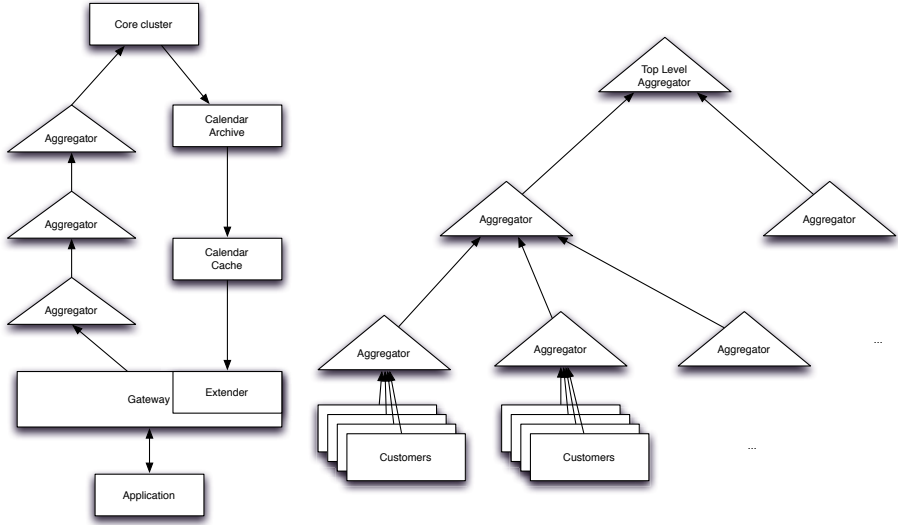 Core cluster
Calendar
Archive
Aggregator
Aggregator
Calendar
Cache
Aggregator
Gateway
Extender
Application
Top Level
Aggregator
Aggregator
Aggregator
Aggregator
Aggregator
Aggregator
...
Customers
Customers
...